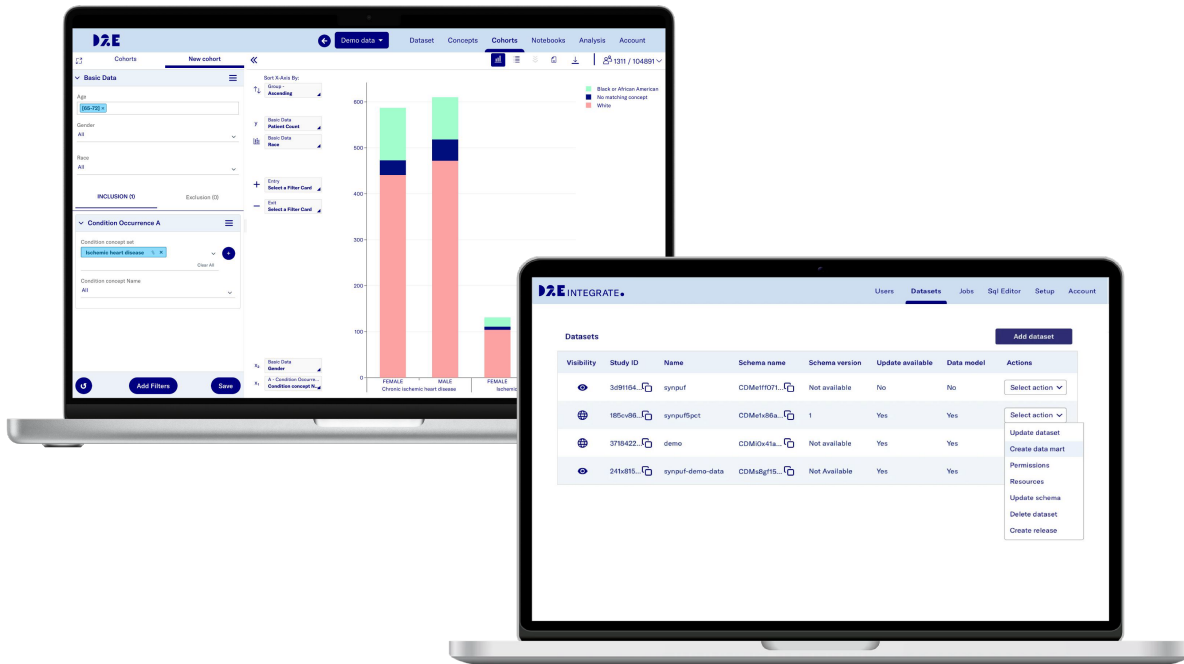 D2E
Demo data
Dataset
Concepts
Cohorts
Notebooks
Analysis
Account
Cohorts
New cohort
1311 / 104891
Basic Data
Age
Gender
All
Race
All
INCLUSION (1)
Exclusion (0)
Condition Occurrence A
Condition concept set
Ischemic heart disease
Clear All
Condition concept Name
All
Add Filters
Save
Sort X-Axis By:
Group -
Ascending
Basic Data
Patient Count
Basic Data
Race
Entry
Select a Filter Card
Exit
Select a Filter Card
Basic Data
Gender
A - Condition Occurre...
Condition concept N...
600
500
400
300
200
100
0
FEMALE
MALE
FEMALE
Chronic ischemic heart disease
Ischemic
Black or African American
No matching concept
White
D2E INTEGRATE.
Users
Datasets
Jobs
Sql Editor
Setup
Account
Datasets
Add dataset
Visibility Study ID Name Schema name Schema version Update available Data model Actions
3d91164... synpuf CDMe1ff071... Not available No No Select action
185cv86... synpuf5pct CDMe1x86a... 1 Yes Yes Select action
3718422... demo CDMi0x41a... Not available Yes Yes
241x815... synpuf-demo-data CDMs8gf15... Not Available Yes Yes
Update dataset
Create data mart
Permissions
Resources
Update schema
Delete dataset
Create release